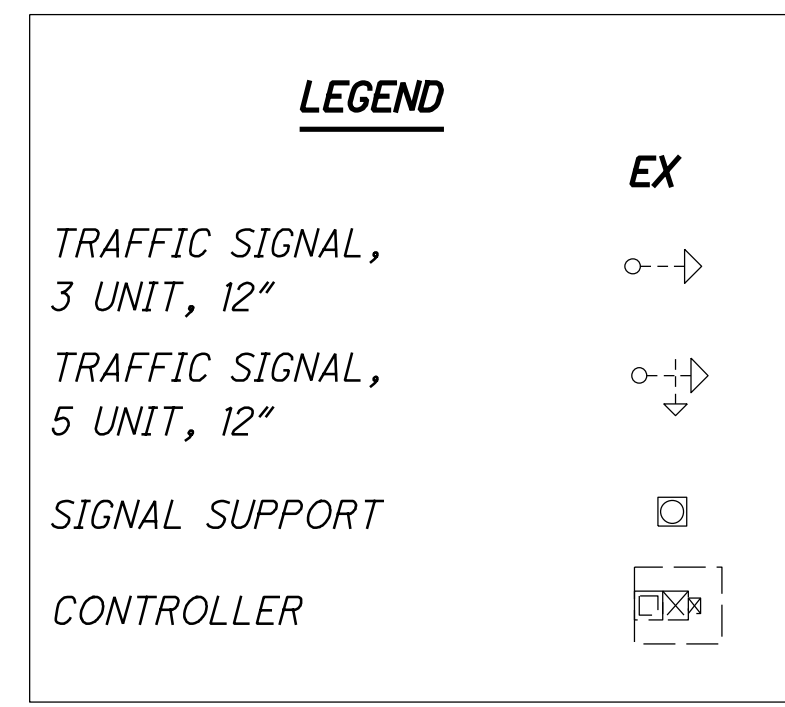 LEGEND
EX
TRAFFIC SIGNAL,
3 UNIT, 12"
TRAFFIC SIGNAL,
5 UNIT, 12"
SIGNAL SUPPORT
CONTROLLER